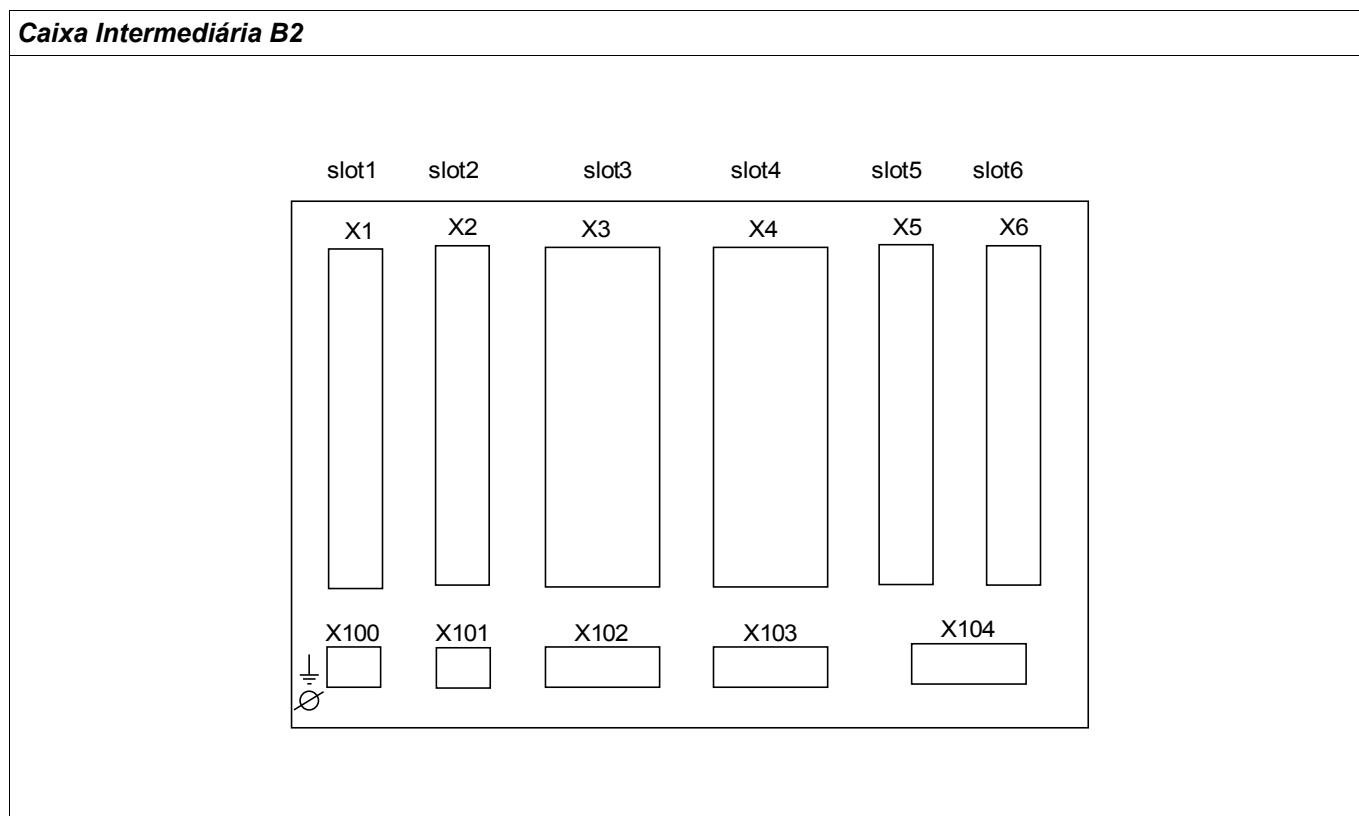 Caixa Intermediária B2
slot1 slot2 slot3 slot4 slot5 slot6
X1 X2 X3 X4 X5 X6
X100 X101 X102 X103 X104